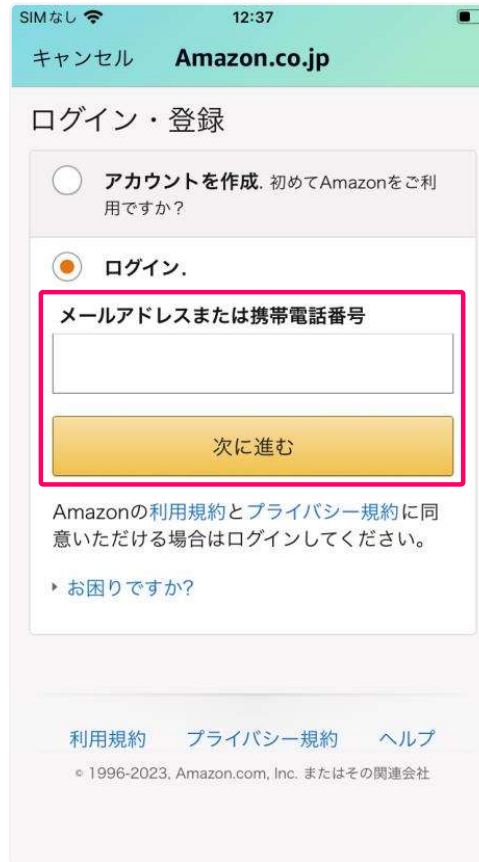 SIMなし 12:37
キャンセル Amazon.co.jp
ログイン・登録
アカウントを作成. 初めてAmazonをご利
用ですか？
ログイン.
メールアドレスまたは携帯電話番号
次に進む
Amazonの利用規約とプライバシー規約に同
意いただける場合はログインしてください。
お困りですか?
利用規約 プライバシー規約 ヘルプ
© 1996-2023, Amazon.com, Inc. またはその関連会社